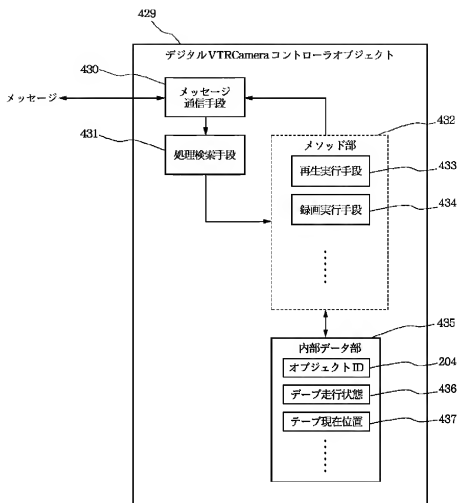 429
デジタルVTRCameraコントローラオブジェクト
430
メッセージ
メッセージ
通信手段
431
処理検索手段
432
メソッド部
再生実行手段
433
録画実行手段
434
435
内部データ部
オブジェクトID
204
データ走行状態
436
テープ現在位置
437